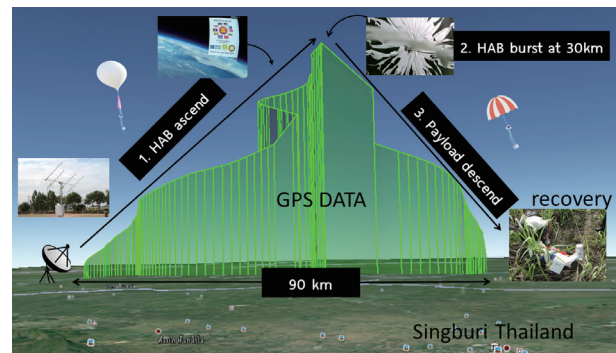 2. HAB burst at 30km
1. HAB ascend
3. Payload descend
recovery
GPS DATA
90 km
Singburi Thailand